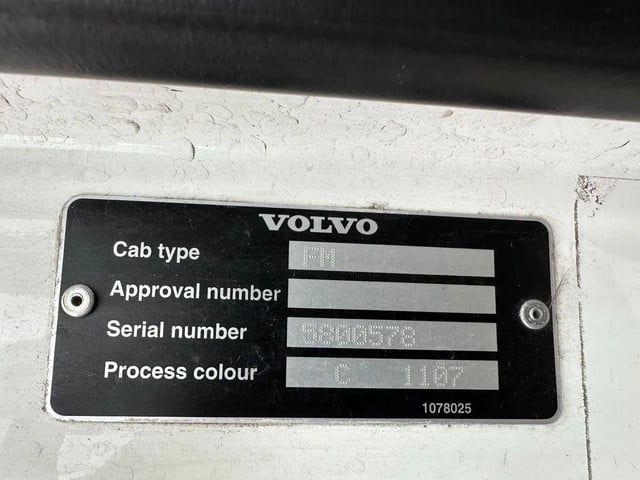 VOLVO
Cab type FM
Approval number
Serial number 5800578
Process colour C 1107
1078025